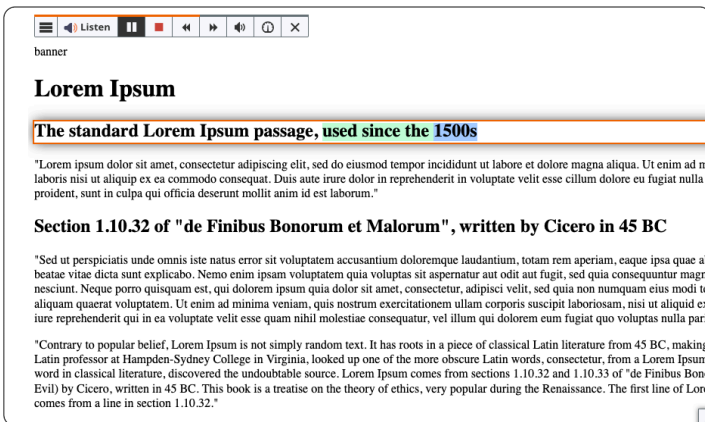 Listen
banner
Lorem Ipsum
The standard Lorem Ipsum passage, used since the 1500s
"Lorem ipsum dolor sit amet, consectetur adipiscing elit, sed do eiusmod tempor incididunt ut labore et dolore magna aliqua. Ut enim ad
laboris nisi ut aliquip ex ea commodo consequat. Duis aute irure dolor in reprehenderit in voluptate velit esse cillum dolore eu fugiat nulla
proident, sunt in culpa qui officia deserunt mollit anim id est laborum."
Section 1.10.32 of "de Finibus Bonorum et Malorum", written by Cicero in 45 BC
"Sed ut perspiciatis unde omnis iste natus error sit voluptatem accusantium doloremque laudantium, totam rem aperiam, eaque ipsa quae
beatae vitae dicta sunt explicabo. Nemo enim ipsam voluptatem quia voluptas sit aspernatur aut odit aut fugit, sed quia consequuntur
nesciunt. Neque porro quisquam est, qui dolorem ipsum quia dolor sit amet, consectetur, adipisci velit, sed quia non numquam eius modi
aliquam quaerat voluptatem. Ut enim ad minima veniam, quis nostrum exercitationem ullam corporis suscipit laboriosam, nisi ut aliquid
iure reprehenderit qui in ea voluptate velit esse quam nihil molestiae consequatur, vel illum qui dolorem eum fugiat quo voluptas nulla
"Contrary to popular belief, Lorem Ipsum is not simply random text. It has roots in a piece of classical Latin literature from 45 BC, making
Latin professor at Hampden-Sydney College in Virginia, looked up one of the more obscure Latin words, consectetur, from a Lorem Ipsum
word in classical literature, discovered the undoubtable source. Lorem Ipsum comes from sections 1.10.32 and 1.10.33 of "de Finibus
Evil) by Cicero, written in 45 BC. This book is a treatise on the theory of ethics, very popular during the Renaissance. The first line of
comes from a line in section 1.10.32."